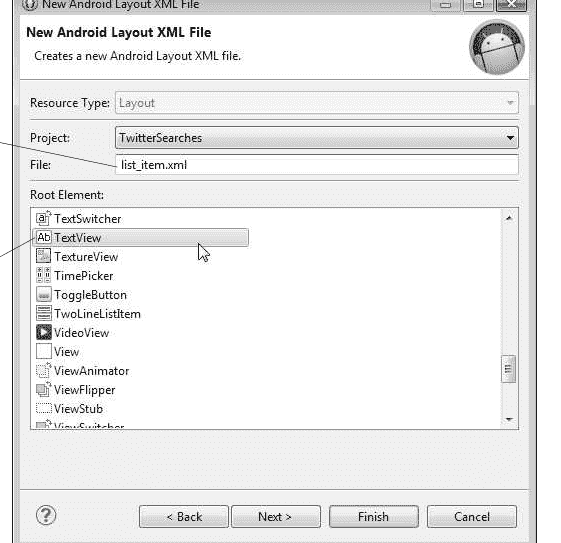 New Android Layout XML File
New Android Layout XML File
Creates a new Android Layout XML file.
Resource Type: Layout
Project: TwitterSearches
File: list_item.xml
Root Element:
TextSwitcher
Ab TextView
TextureView
TimePicker
ToggleButton
TwoLineListItem
VideoView
View
ViewAnimator
ViewFlipper
ViewStub
ViewSwitcher
? < Back Next > Finish Cancel